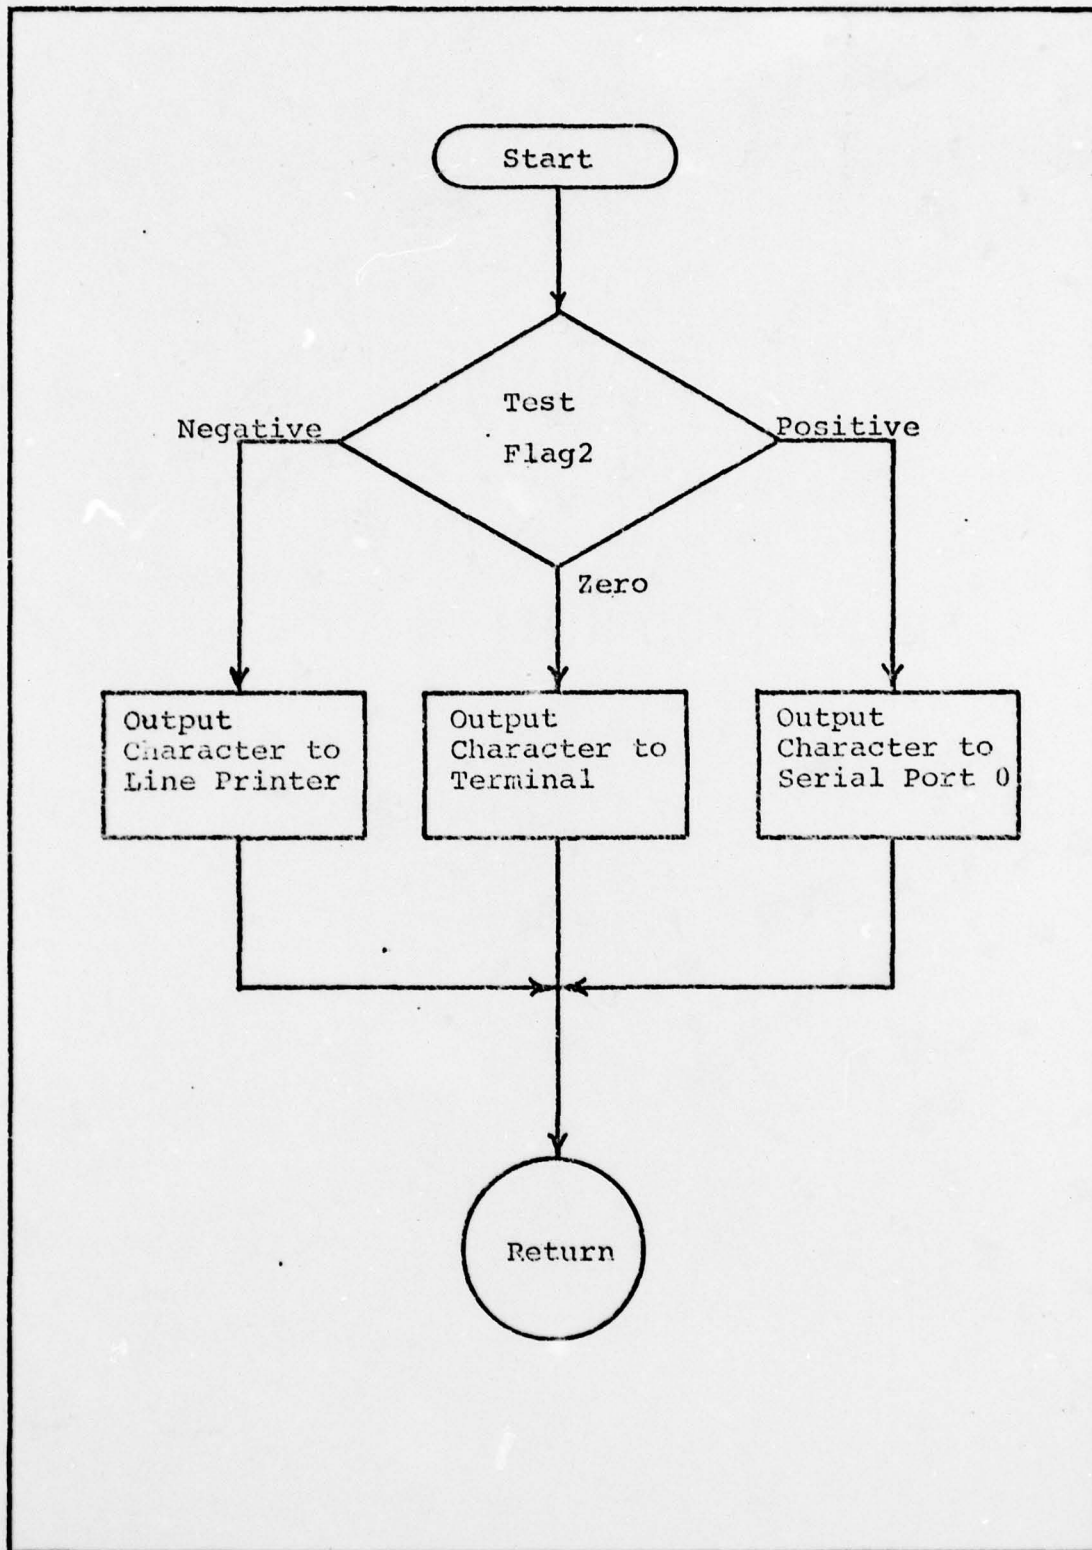 Start
Test
Flag2
Negative
Positive
Zero
Output
Character to
Line Printer
Output
Character to
Terminal
Output
Character to
Serial Port 0
Return